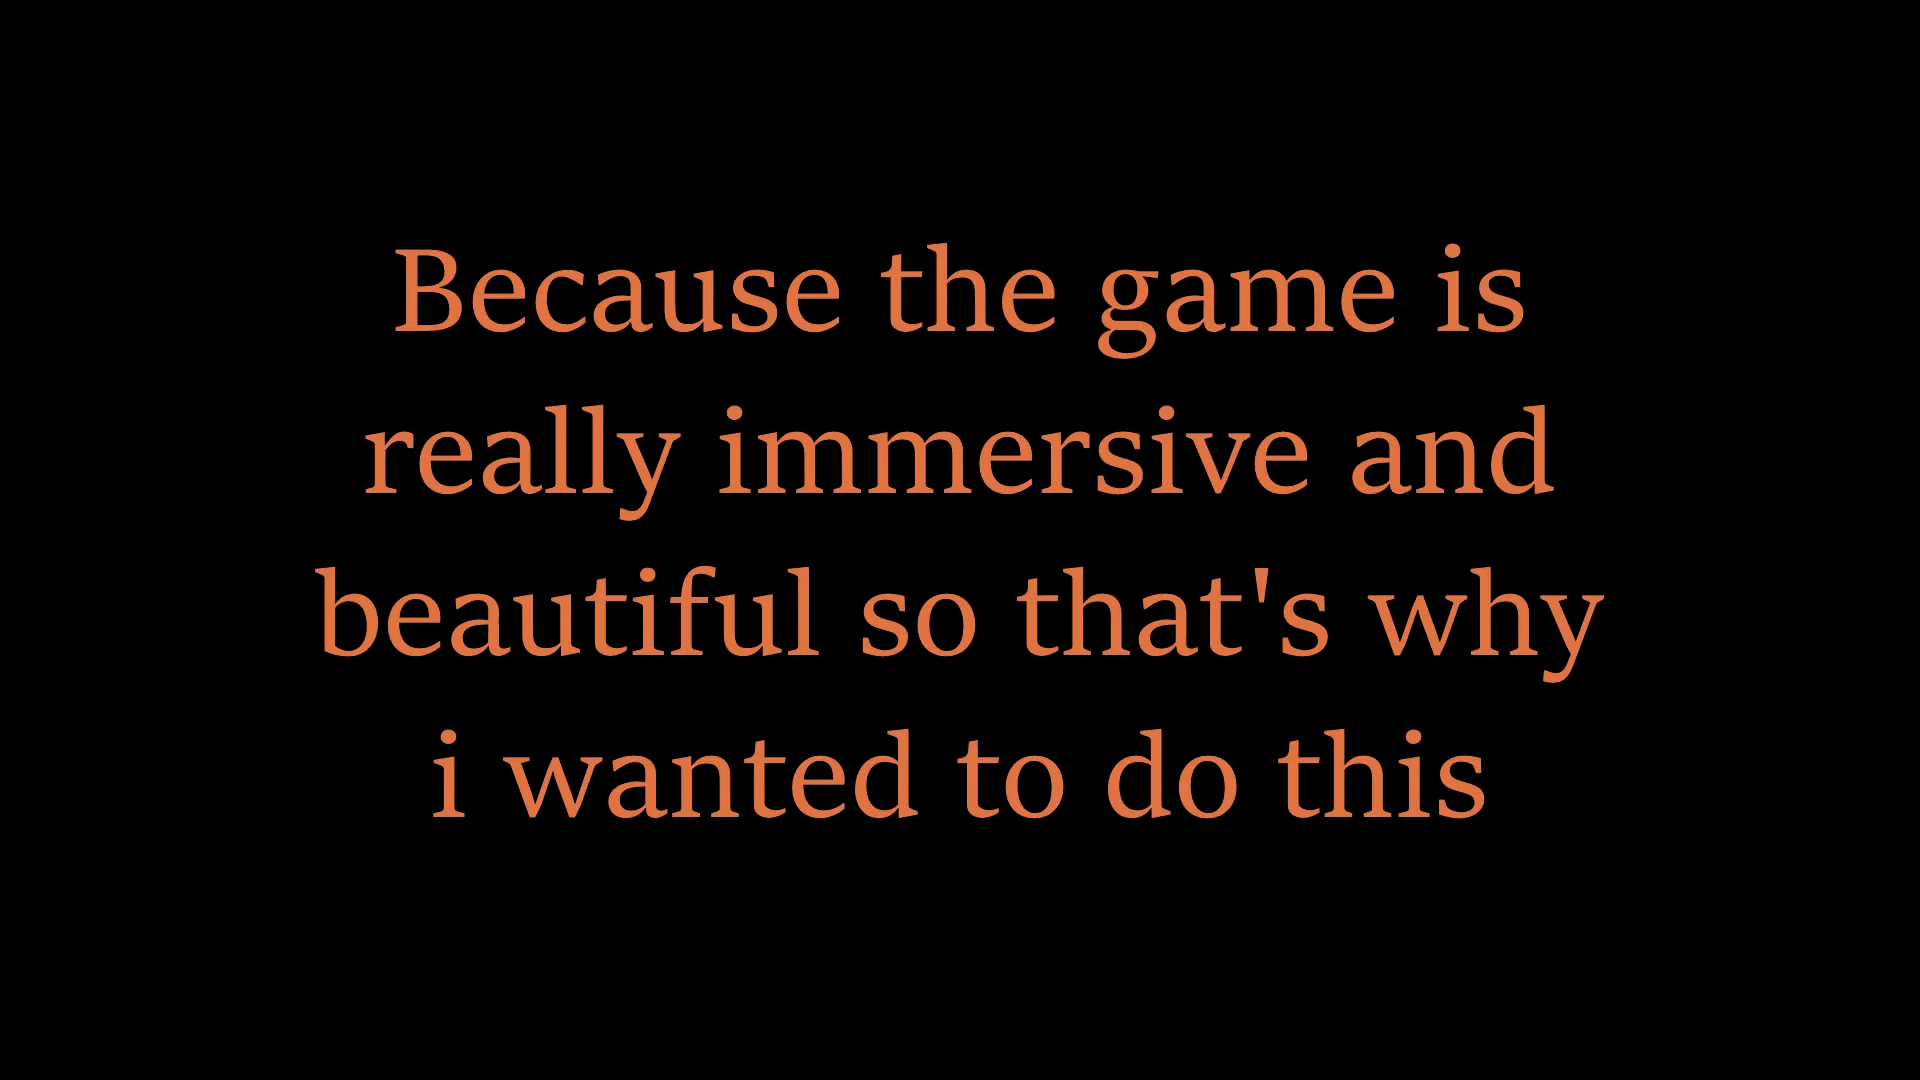 Because the game is
really immersive and
beautiful so that's why
i wanted to do this